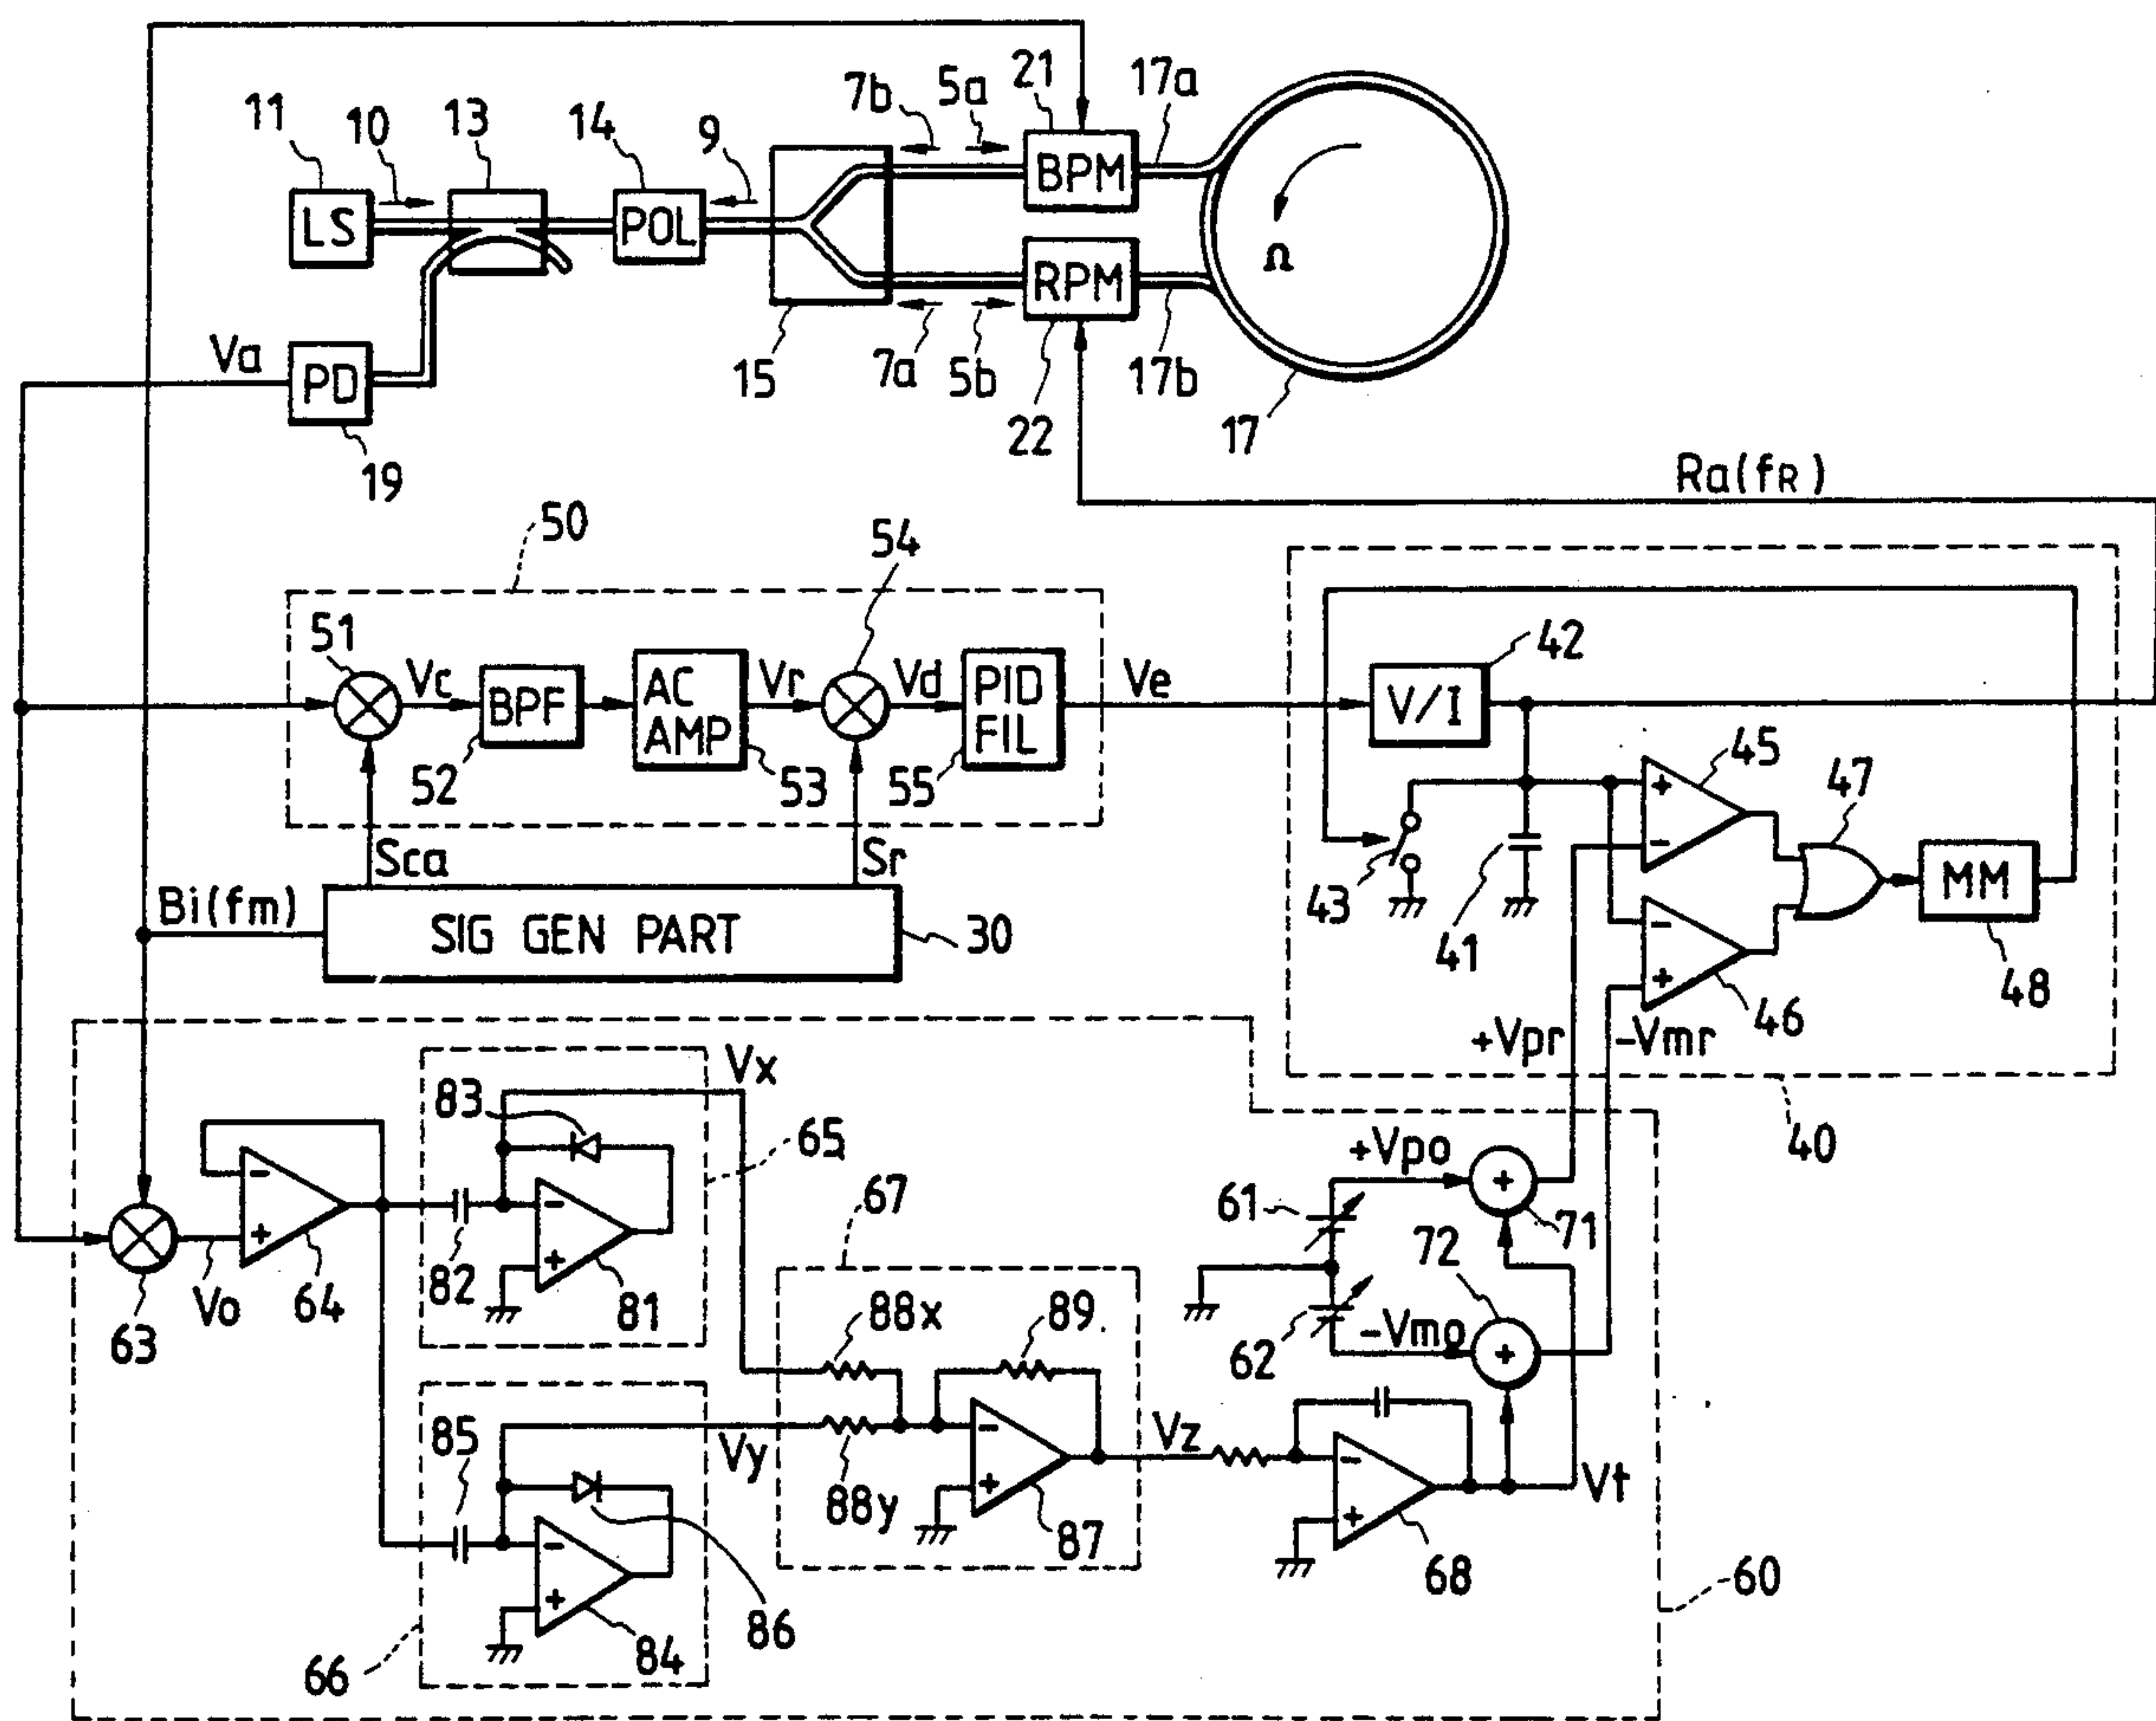 11
10
13
14
9
7b
5a
21
17a
LS
POL
BPM
Ω
RPM
Va
PD
15
7a
5b
22
17b
17
19
Ra(fR)
50
54
51
Vc
BPF
AC AMP
Vr
Vd
PID FIL
Ve
42
V/I
45
47
52
53
55
+
-
43
41
MM
Sca
Sr
Bi(fm)
SIG GEN PART
30
-
+
46
48
+Vpr
-Vmr
40
Vx
83
65
67
+Vpo
61
+
71
72
-
+
63
Vo
64
82
-
+
81
88x
89
62
-Vmo
+
85
Vy
88y
-
+
87
Vz
-
+
68
Vt
66
-
+
84
86
60